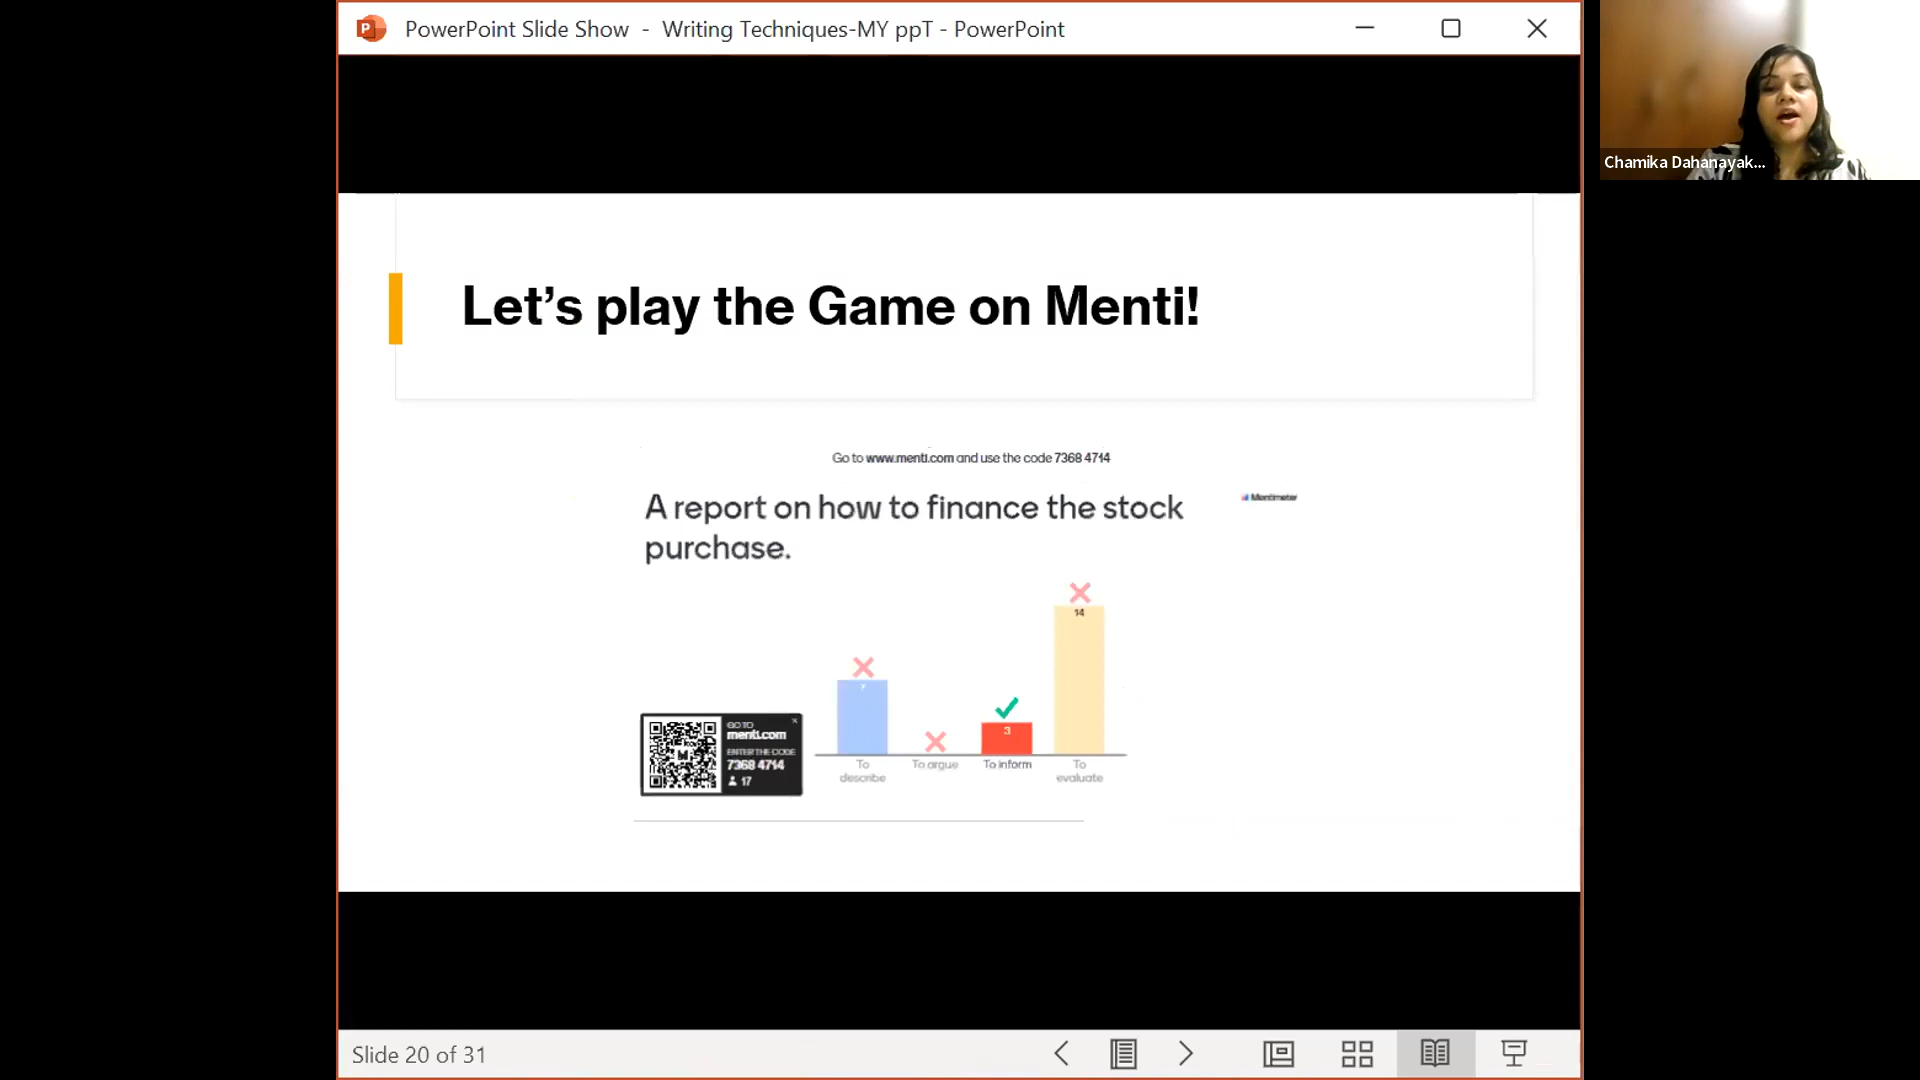 PowerPoint Slide Show - Writing Techniques-MY ppT - PowerPoint
Chamika Dahanayak...
Let's play the Game on Menti!
Go to www.menti.com and use the code 7368 4714
A report on how to finance the stock
purchase.
Mentimeter
14
7
3
GO TO
menti.com
ENTER THE CODE
7368 4714
17
To
describe
To argue
To inform
To
evaluate
Slide 20 of 31